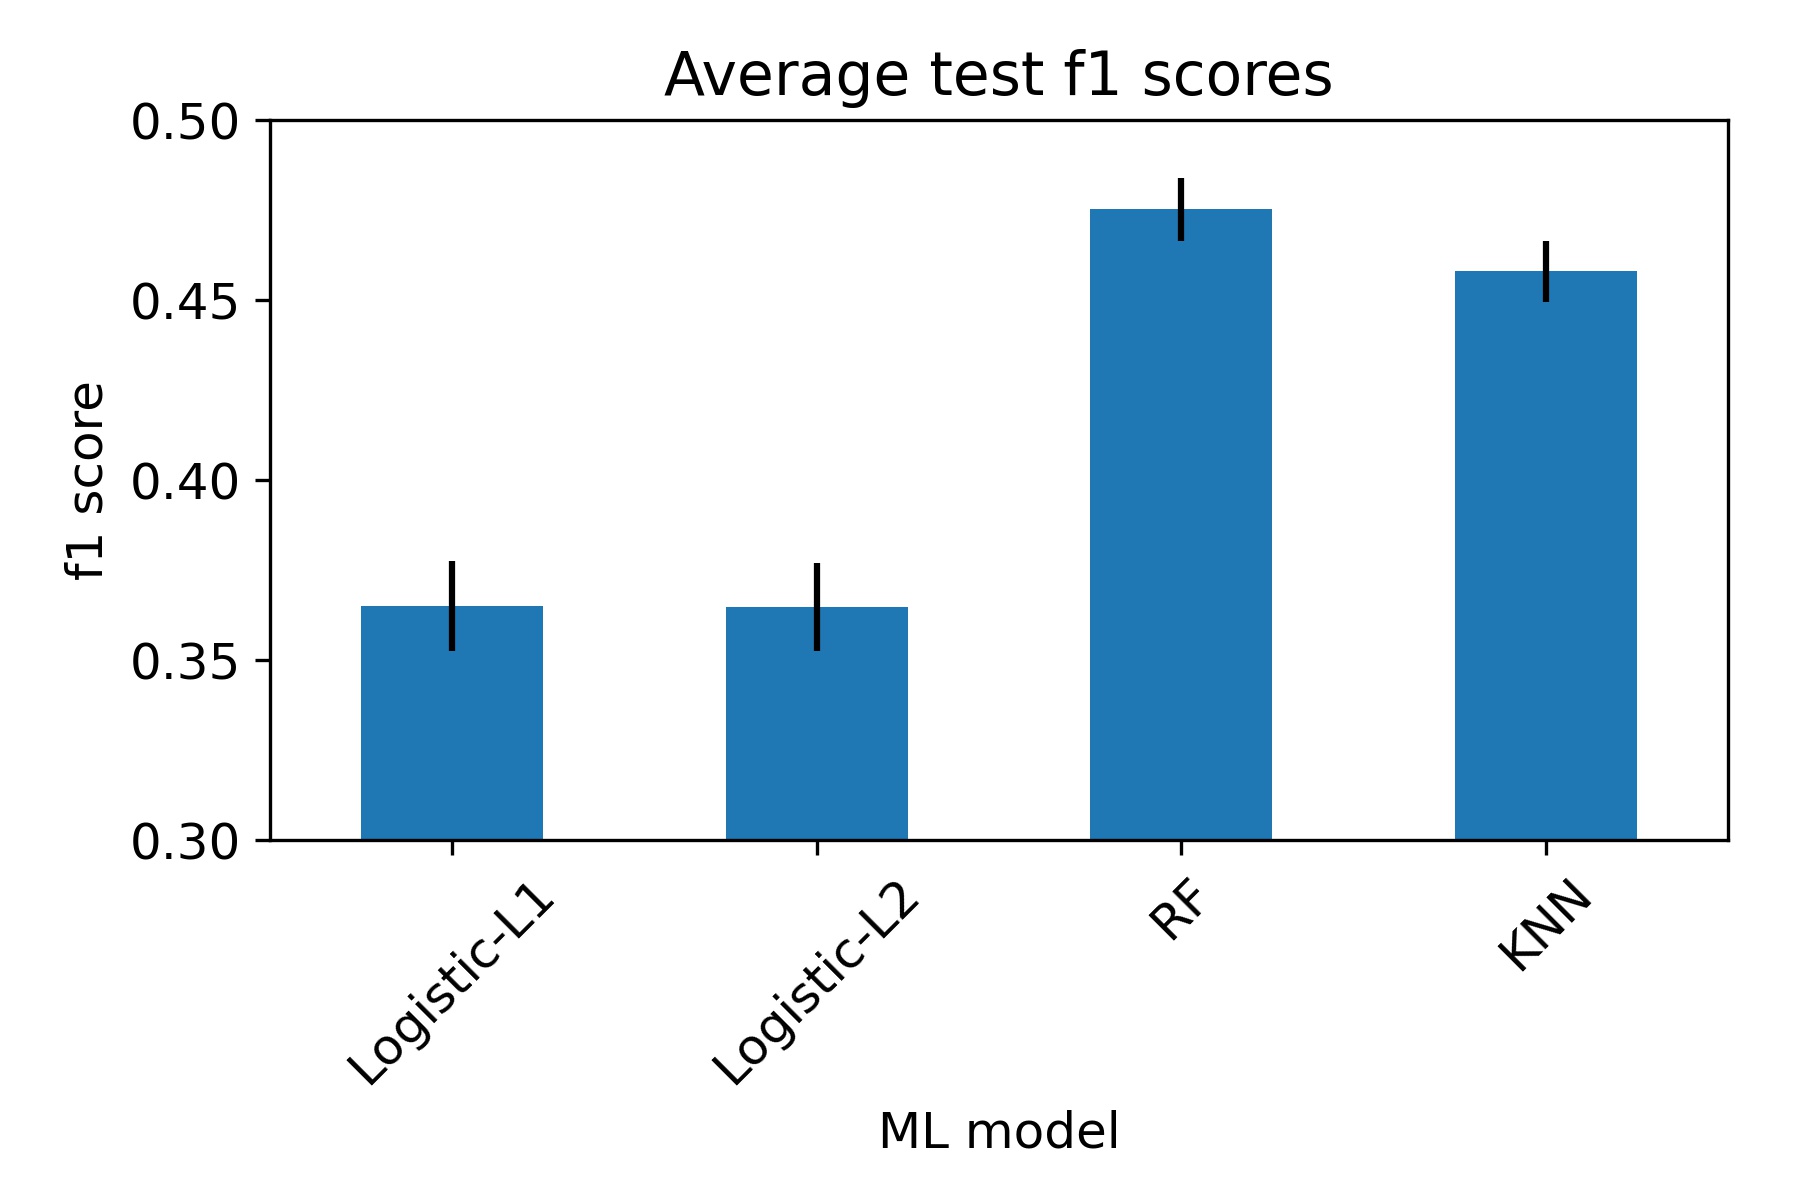 Average test f1 scores
0.50
0.45
0.40
0.35
0.30
f1 score
Logistic-L1
Logistic-L2
RF
KNN
ML model